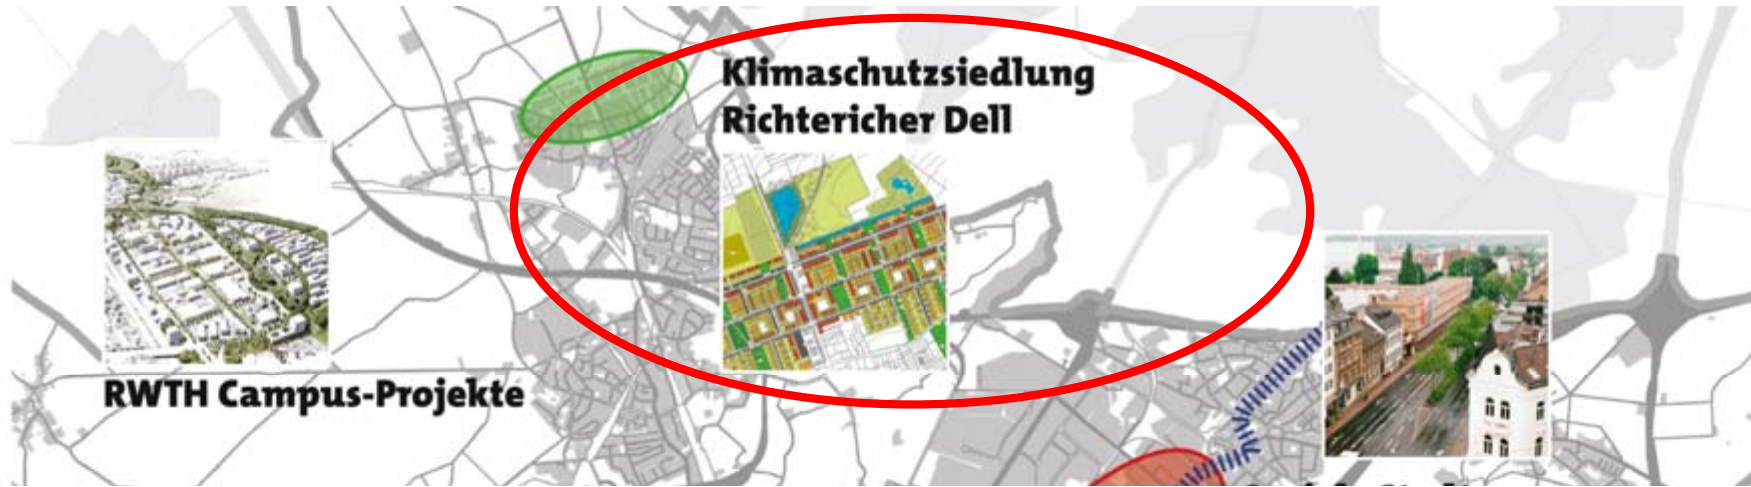 Klimaschutzsiedlung
Richtericher Dell
RWTH Campus-Projekte